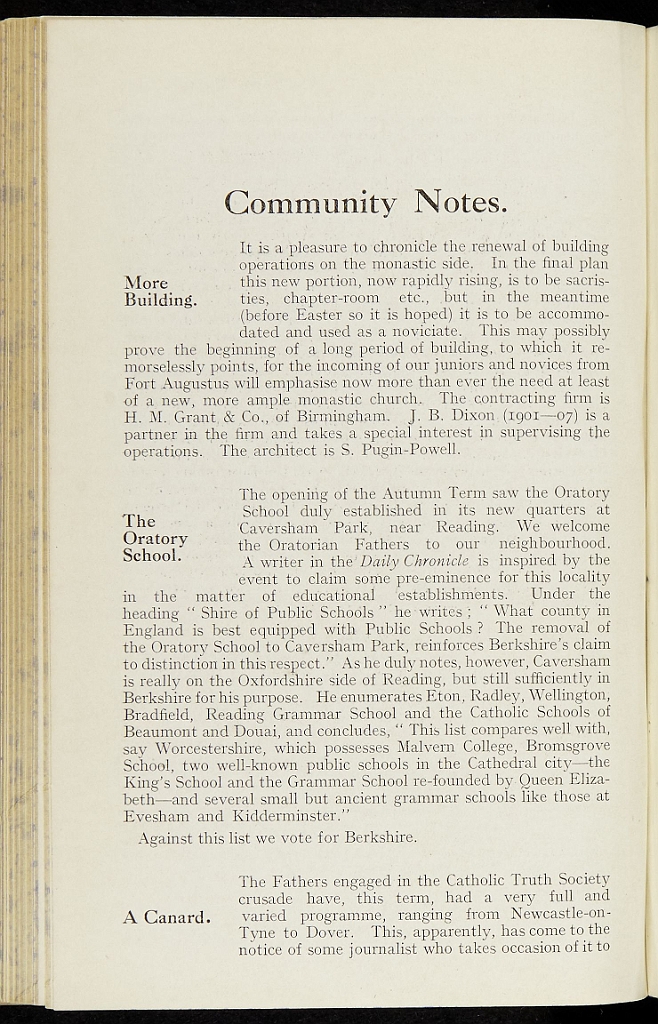 Community Notes.
More
Building.
It is a pleasure to chronicle the renewal of building
operations on the monastic side. In the final plan
this new portion, now rapidly rising, is to be sacris-
ties, chapter-room etc., but in the meantime
(before Easter so it is hoped) it is to be accommo-
dated and used as a noviciate. This may possibly
prove the beginning of a long period of building, to which it re-
morselessly points, for the incoming of our juniors and novices from
Fort Augustus will emphasise now more than ever the need at least
of a new, more ample monastic church. The contracting firm is
H. M. Grant & Co., of Birmingham. J. B. Dixon (1901—07) is a
partner in the firm and takes a special interest in supervising the
operations. The architect is S. Pugin-Powell.
The
Oratory
School.
The opening of the Autumn Term saw the Oratory
School duly established in its new quarters at
Caversham Park, near Reading. We welcome
the Oratorian Fathers to our neighbourhood.
A writer in the Daily Chronicle is inspired by the
event to claim some pre-eminence for this locality
in the matter of educational establishments. Under the
heading “ Shire of Public Schools ” he writes ; “ What county in
England is best equipped with Public Schools ? The removal of
the Oratory School to Caversham Park, reinforces Berkshire's claim
to distinction in this respect.” As he duly notes, however, Caversham
is really on the Oxfordshire side of Reading, but still sufficiently in
Berkshire for his purpose. He enumerates Eton, Radley, Wellington,
Bradfield, Reading Grammar School and the Catholic Schools of
Beaumont and Douai, and concludes, “ This list compares well with,
say Worcestershire, which possesses Malvern College, Bromsgrove
School, two well-known public schools in the Cathedral city—the
King's School and the Grammar School re-founded by Queen Eliza-
beth—and several small but ancient grammar schools like those at
Evesham and Kidderminster.”
Against this list we vote for Berkshire.
A Canard.
The Fathers engaged in the Catholic Truth Society
crusade have, this term, had a very full and
varied programme, ranging from Newcastle-on-
Tyne to Dover. This, apparently, has come to the
notice of some journalist who takes occasion of it to